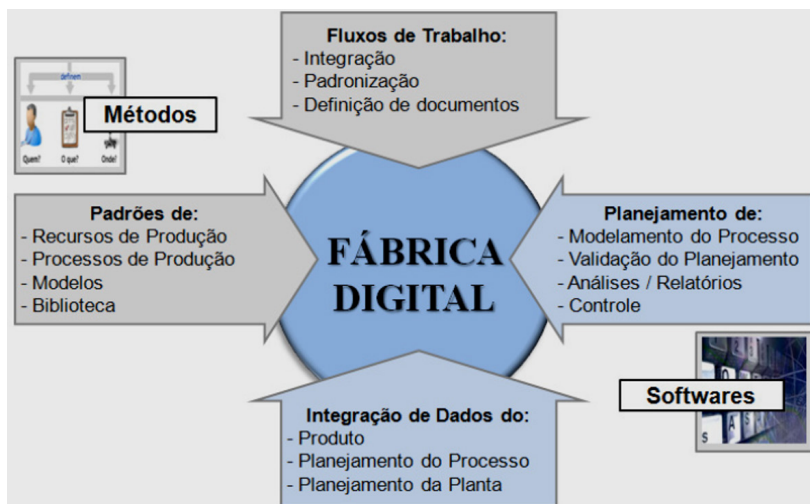 Fluxos de Trabalho:
- Integração
- Padronização
- Definição de documentos
definem
Quem?
O que?
Onde?
Métodos
Padrões de:
- Recursos de Produção
- Processos de Produção
- Modelos
- Biblioteca
FÁBRICA
DIGITAL
Planejamento de:
- Modelamento do Processo
- Validação do Planejamento
- Análises / Relatórios
- Controle
Softwares
Integração de Dados do:
- Produto
- Planejamento do Processo
- Planejamento da Planta